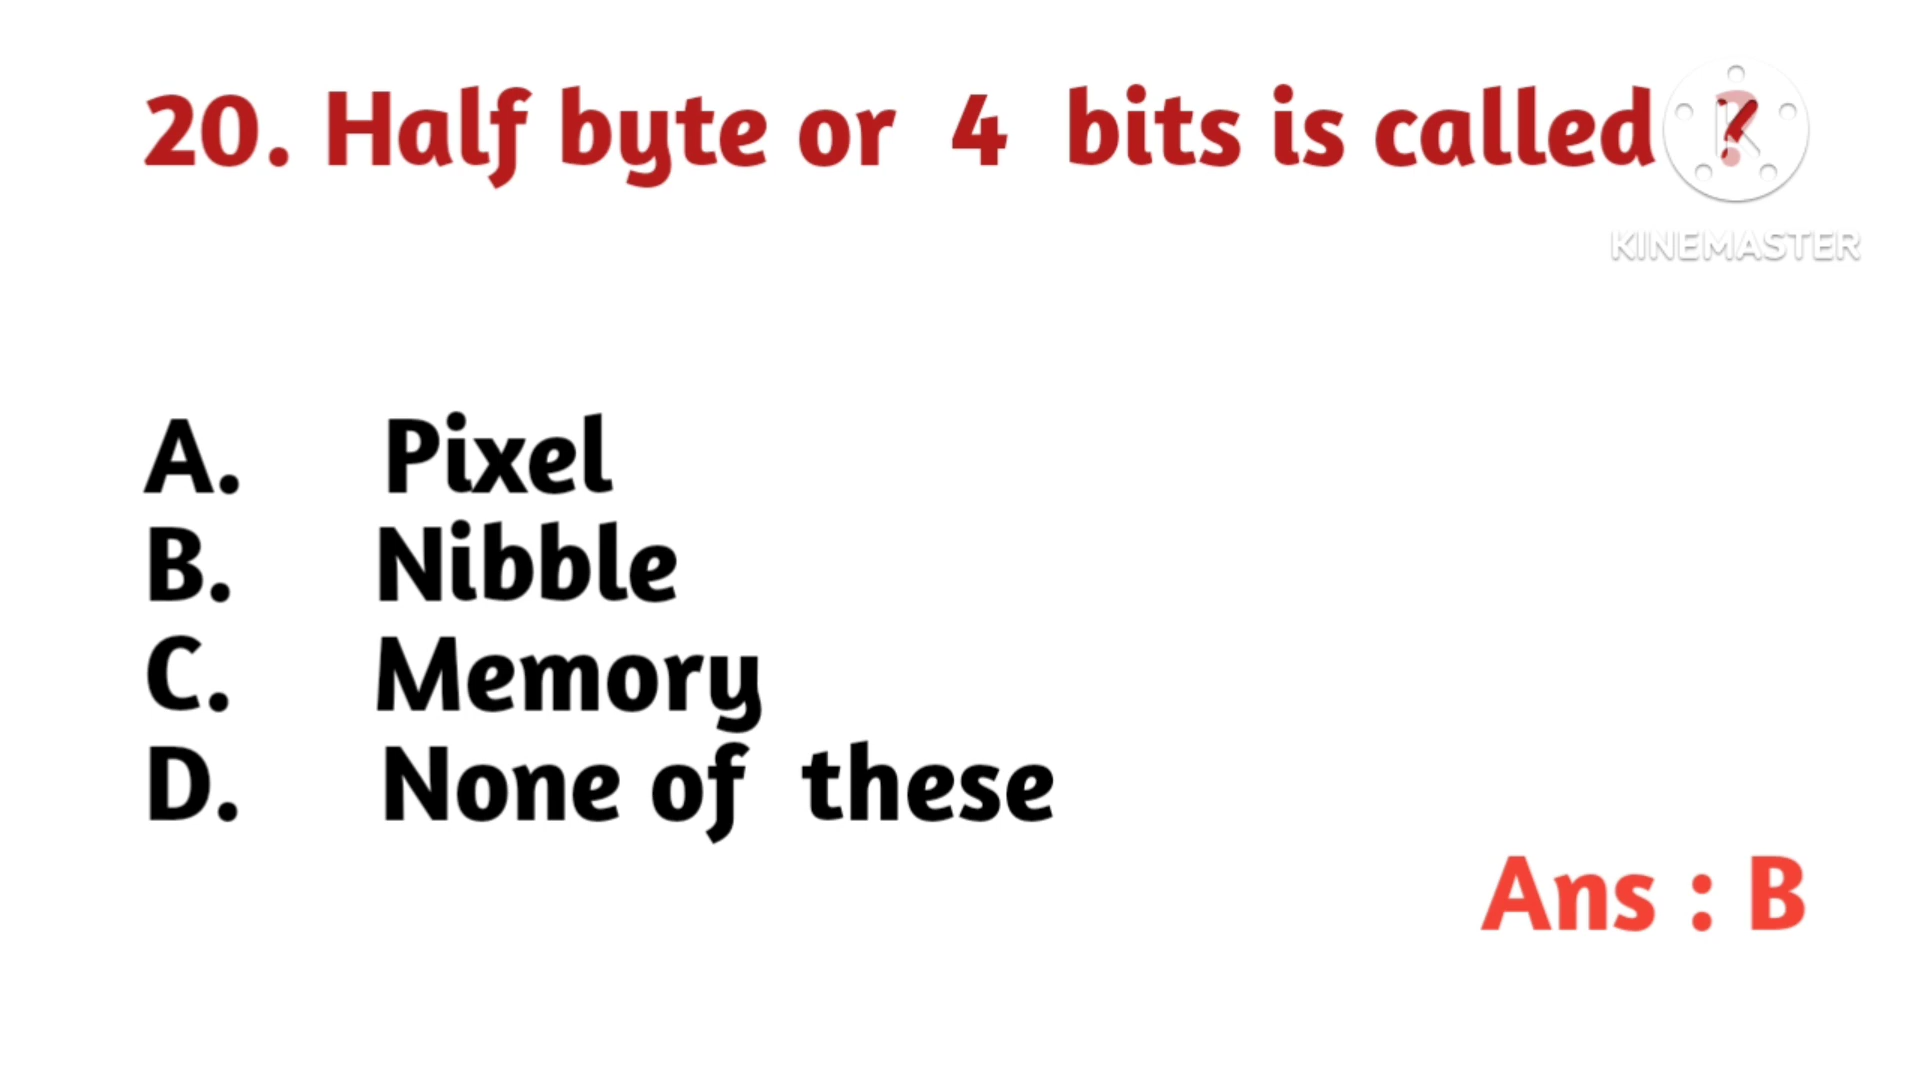 20. Half byte or 4 bits is called ?
KINEMASTER
A. Pixel
B. Nibble
C. Memory
D. None of these
Ans : B